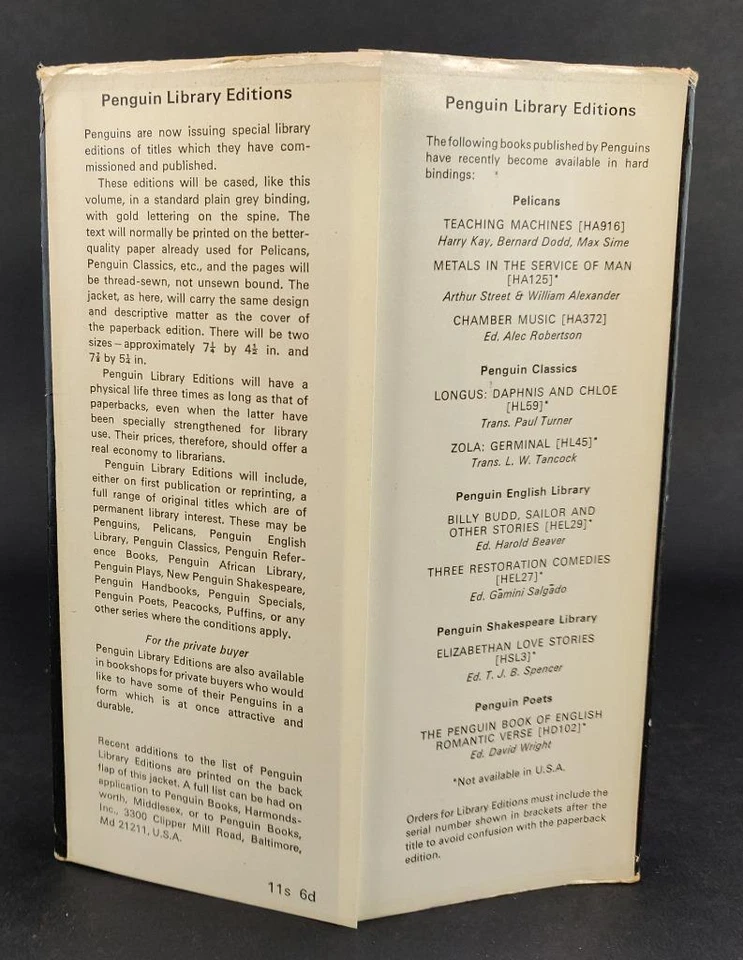 Penguin Library Editions
Penguins are now issuing special library
editions of titles which they have com-
missioned and published.
These editions will be cased, like this
volume, in a standard plain grey binding,
with gold lettering on the spine. The
text will normally be printed on the better-
quality paper already used for Pelicans,
Penguin Classics, etc., and the pages will
be thread-sewn, not unsewn bound. The
jacket, as here, will carry the same design
and descriptive matter as the cover of
the paperback edition. There will be two
sizes – approximately 7¼ by 4½ in. and
7⅞ by 5¼ in.
Penguin Library Editions will have a
physical life three times as long as that of
paperbacks, even when the latter have
been specially strengthened for library
use. Their prices, therefore, should offer a
real economy to librarians.
Penguin Library Editions will include,
either on first publication or reprinting, a
full range of original titles which are of
permanent library interest. These may be
Penguins, Pelicans, Penguin English
Library, Penguin Classics, Penguin Refer-
ence Books, Penguin African Library,
Penguin Plays, New Penguin Shakespeare,
Penguin Handbooks, Penguin Specials,
Penguin Poets, Peacocks, Puffins, or any
other series where the conditions apply.
For the private buyer
Penguin Library Editions are also available
in bookshops for private buyers who would
like to have some of their Penguins in a
form which is at once attractive and
durable.
Recent additions to the list of Penguin
Library Editions are printed on the back
flap of this jacket. A full list can be had on
application to Penguin Books, Harmonds-
worth, Middlesex, or to Penguin Books,
Inc., 3300 Clipper Mill Road, Baltimore,
Md 21211, U.S.A.
11s 6d
Penguin Library Editions
The following books published by Penguins
have recently become available in hard
bindings:
Pelicans
TEACHING MACHINES [HA916]
Harry Kay, Bernard Dodd, Max Sime
METALS IN THE SERVICE OF MAN
[HA125]*
Arthur Street & William Alexander
CHAMBER MUSIC [HA372]
Ed. Alec Robertson
Penguin Classics
LONGUS: DAPHNIS AND CHLOE
[HL59]*
Trans. Paul Turner
ZOLA: GERMINAL [HL45]*
Trans. L. W. Tancock
Penguin English Library
BILLY BUDD, SAILOR AND
OTHER STORIES [HEL29]*
Ed. Harold Beaver
THREE RESTORATION COMEDIES
[HEL27]*
Ed. Gāmini Salgādo
Penguin Shakespeare Library
ELIZABETHAN LOVE STORIES
[HSL3]*
Ed. T. J. B. Spencer
Penguin Poets
THE PENGUIN BOOK OF ENGLISH
ROMANTIC VERSE [HD102]*
Ed. David Wright
*Not available in U.S.A.
Orders for Library Editions must include the
serial number shown in brackets after the
title to avoid confusion with the paperback
edition.